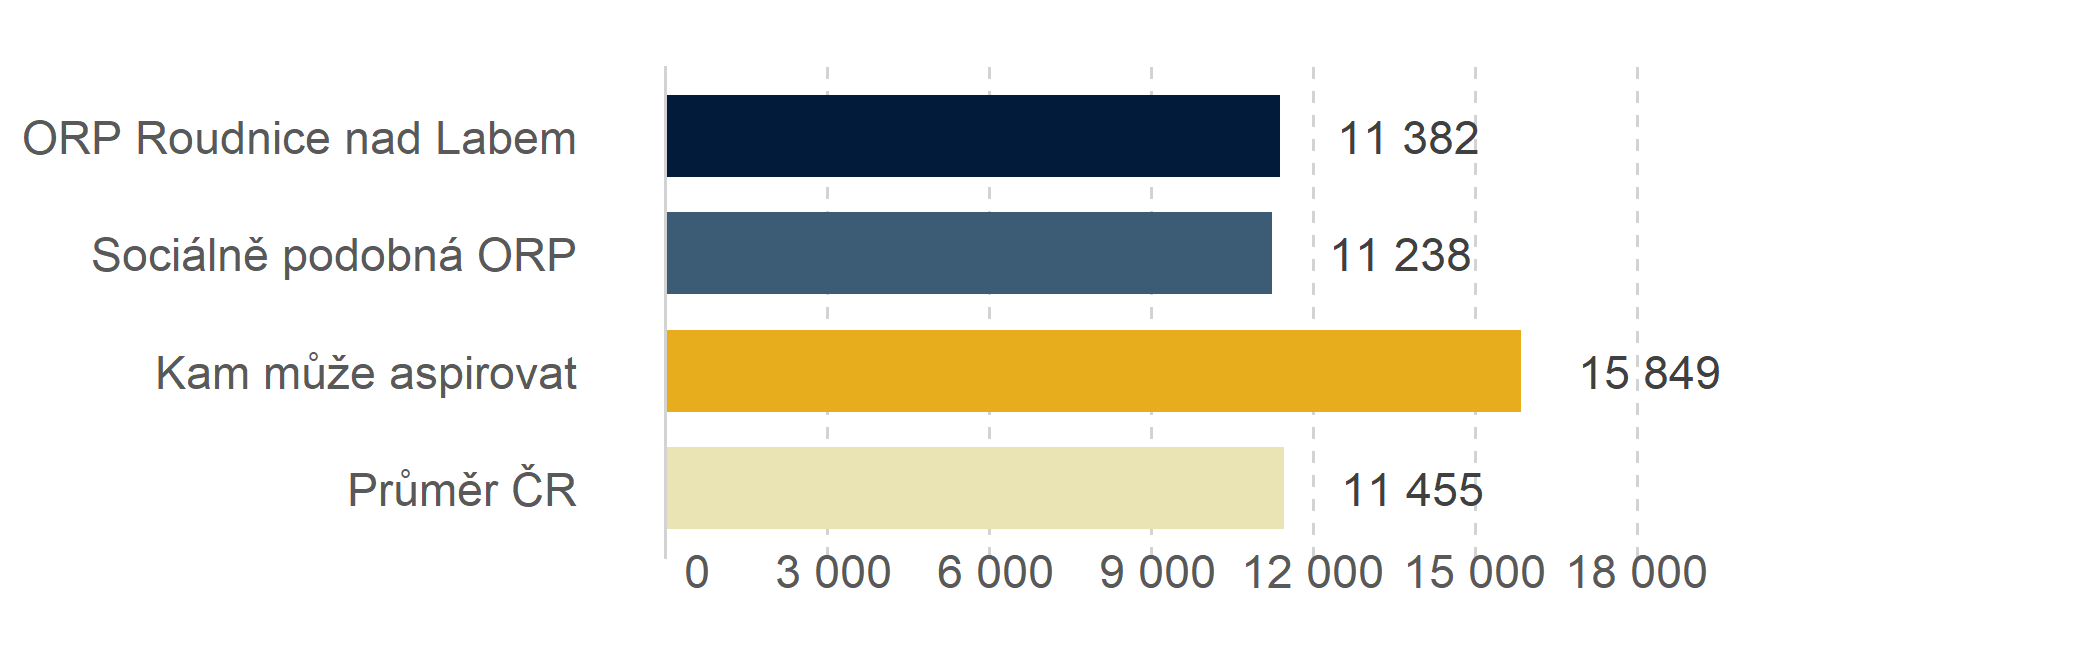 ORP Roudnice nad Labem 11 382
Sociálně podobná ORP 11 238
Kam může aspirovat 15 849
Průměr ČR 11 455
0 3 000 6 000 9 000 12 000 15 000 18 000